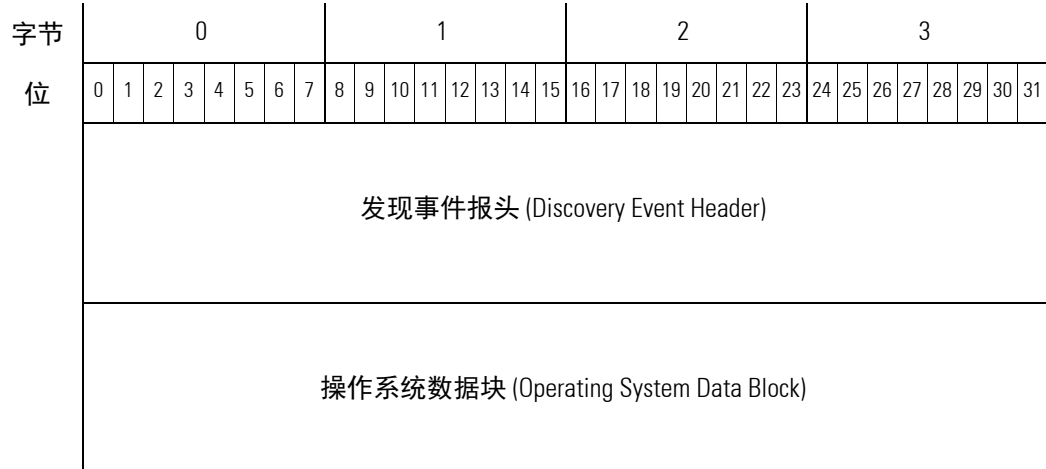 字节 0 1 2 3
位 0 1 2 3 4 5 6 7 8 9 10 11 12 13 14 15 16 17 18 19 20 21 22 23 24 25 26 27 28 29 30 31
发现事件报头 (Discovery Event Header)
操作系统数据块 (Operating System Data Block)